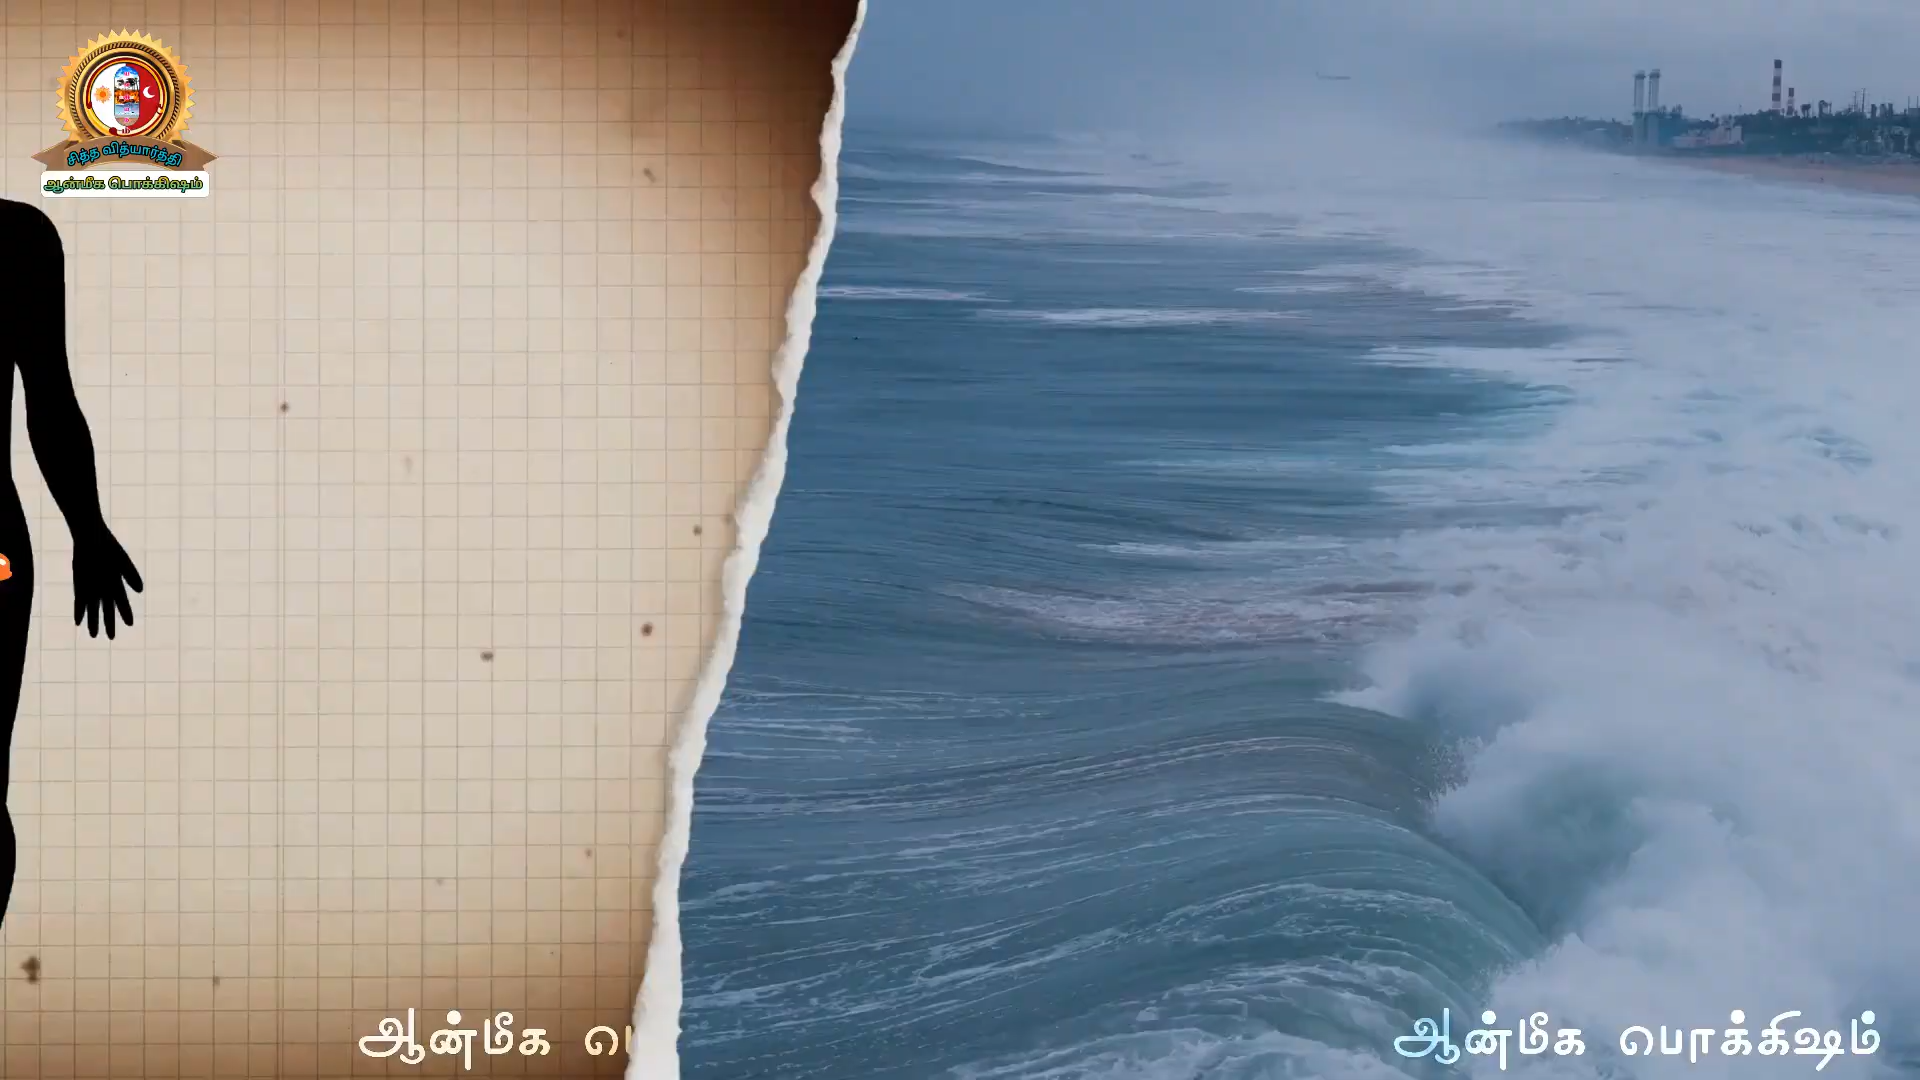 சித்த வித்யார்த்தி
ஆன்மீக பொக்கிஷம்
ஆன்மீக பெ
ஆன்மீக பொக்கிஷம்